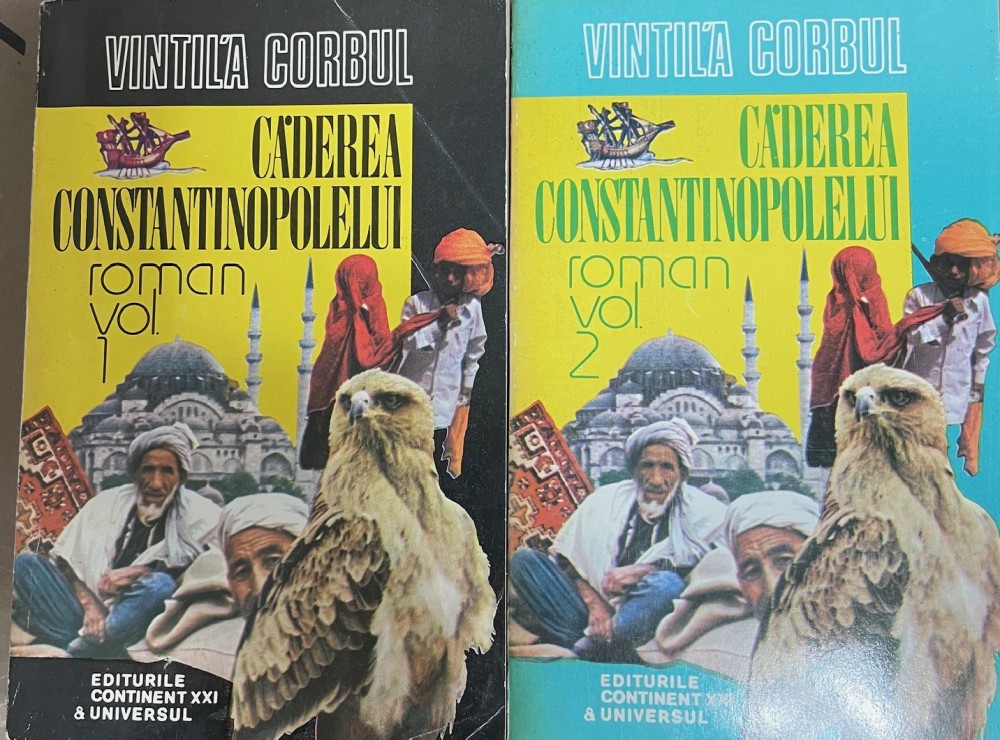 VINTILĂ CORBUL
CĂDEREA
CONSTANTINOPOLELUI
roman
vol.
1
EDITURILE
CONTINENT XXI
& UNIVERSUL
VINTILĂ CORBUL
CĂDEREA
CONSTANTINOPOLELUI
roman
vol.
2
EDITURILE
CONTINENT XXI
& UNIVERSUL